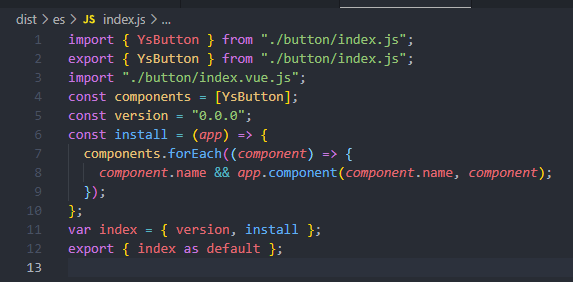 dist > es > JS index.js > ...
1 import { YsButton } from "./button/index.js";
2 export { YsButton } from "./button/index.js";
3 import "./button/index.vue.js";
4 const components = [YsButton];
5 const version = "0.0.0";
6 const install = (app) => {
7 components.forEach((component) => {
8 component.name && app.component(component.name, component);
9 });
10 };
11 var index = { version, install };
12 export { index as default };
13